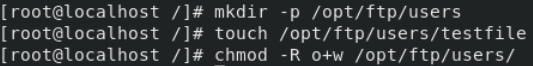 [root@localhost /]# mkdir -p /opt/ftp/users
[root@localhost /]# touch /opt/ftp/users/testfile
[root@localhost /]# chmod -R o+w /opt/ftp/users/